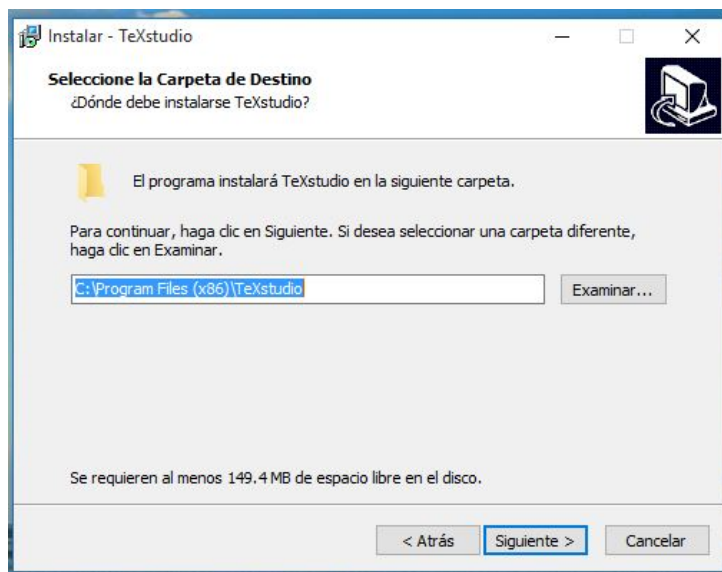 Instalar - TeXstudio
Seleccione la Carpeta de Destino
¿Dónde debe instalarse TeXstudio?
El programa instalará TeXstudio en la siguiente carpeta.
Para continuar, haga clic en Siguiente. Si desea seleccionar una carpeta diferente,
haga clic en Examinar.
C:\Program Files (x86)\TeXstudio
Examinar...
Se requieren al menos 149.4 MB de espacio libre en el disco.
< Atrás
Siguiente >
Cancelar